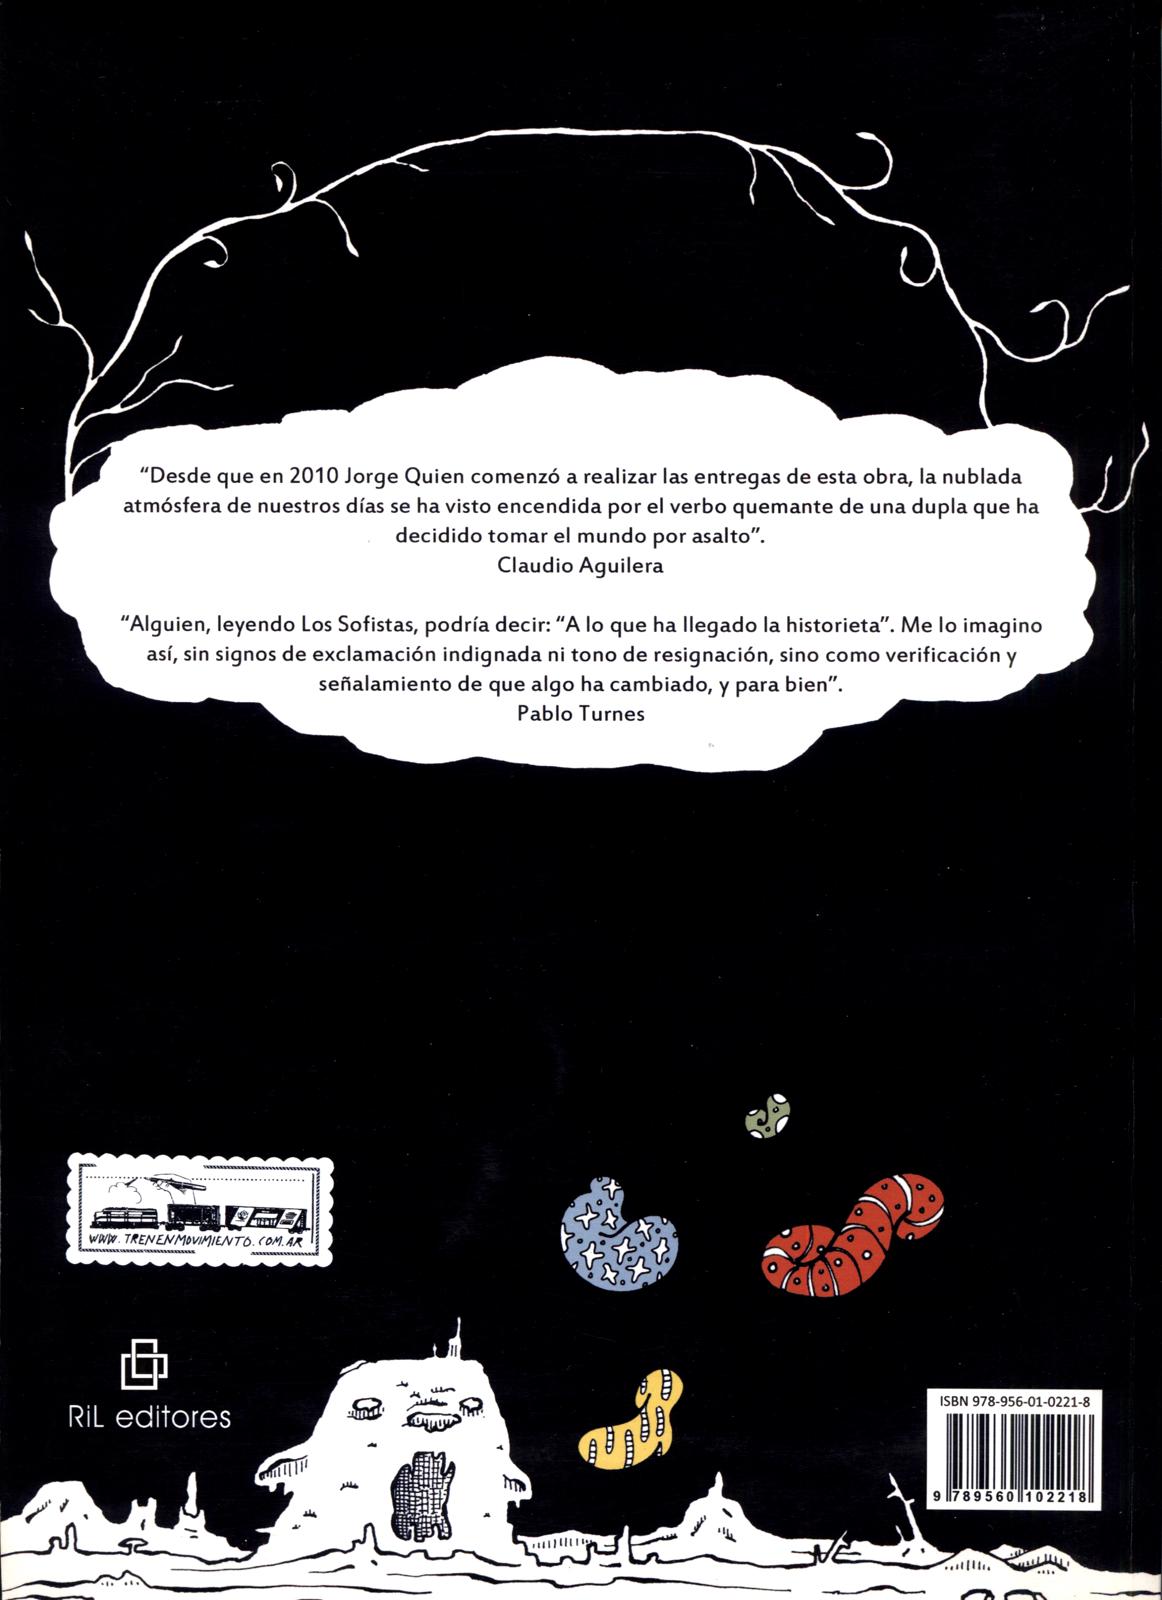 “Desde que en 2010 Jorge Quien comenzó a realizar las entregas de esta obra, la nublada
atmósfera de nuestros días se ha visto encendida por el verbo quemante de una dupla que ha
decidido tomar el mundo por asalto”.
Claudio Aguilera
“Alguien, leyendo Los Sofistas, podría decir: “A lo que ha llegado la historieta”. Me lo imagino
así, sin signos de exclamación indignada ni tono de resignación, sino como verificación y
señalamiento de que algo ha cambiado, y para bien”.
Pablo Turnes
WWW.TRENENMOVIMIENTO.COM.AR
RiL editores
ISBN 978-956-01-0221-8
9 789560 102218